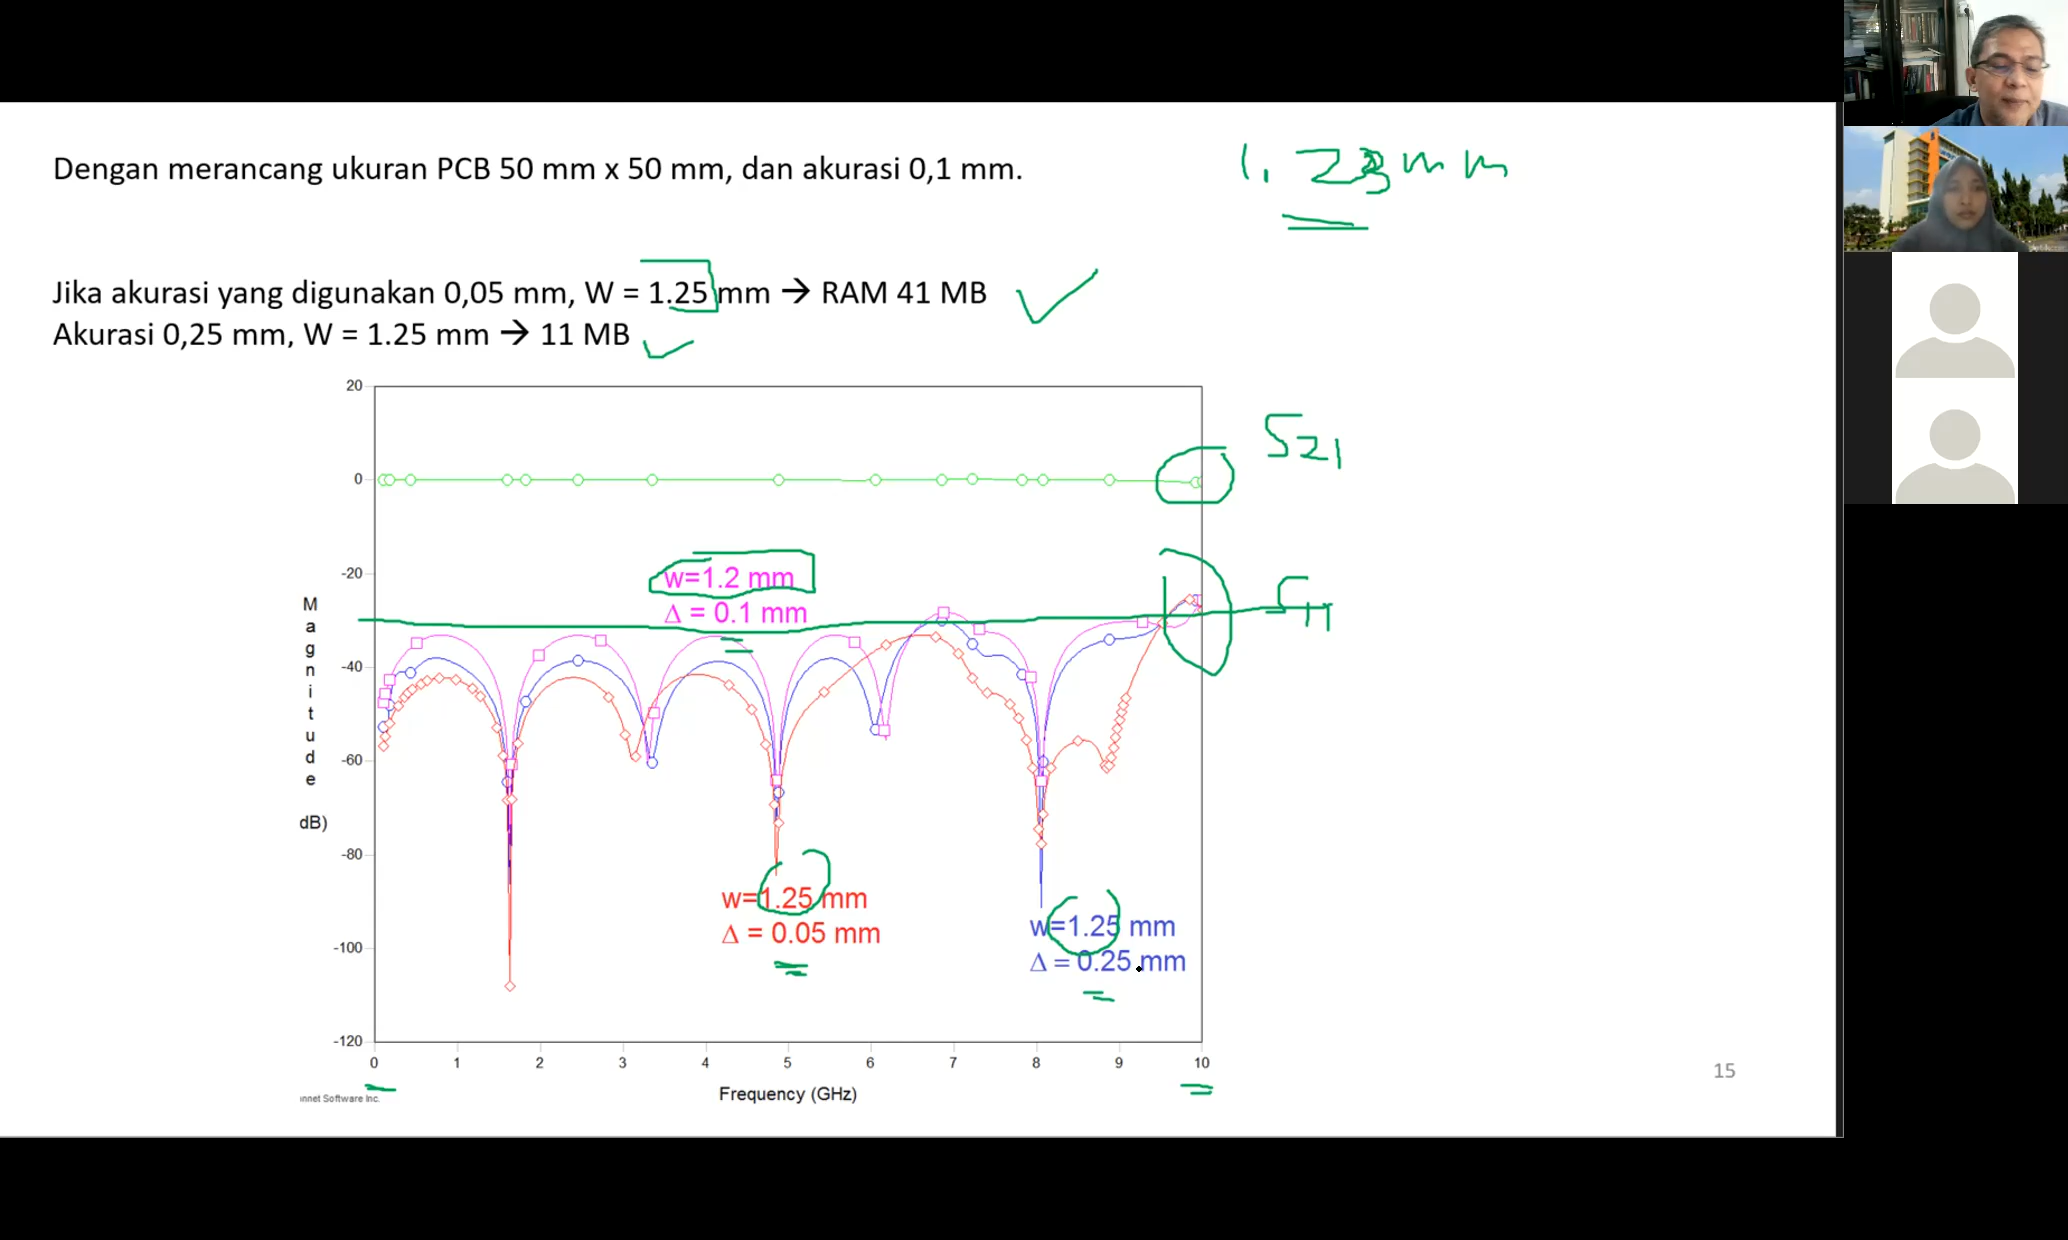 Dengan merancang ukuran PCB 50 mm x 50 mm, dan akurasi 0,1 mm.
1.23 mm
Jika akurasi yang digunakan 0,05 mm, W = 1.25 mm → RAM 41 MB
Akurasi 0,25 mm, W = 1.25 mm → 11 MB
20
0
-20
-40
-60
-80
-100
-120
Magnitude
dB)
S21
w=1.2 mm
Δ = 0.1 mm
S11
w=1.25 mm
Δ = 0.05 mm
w=1.25 mm
Δ = 0.25 mm
0 1 2 3 4 5 6 7 8 9 10
Frequency (GHz)
nnet Software Inc.
15